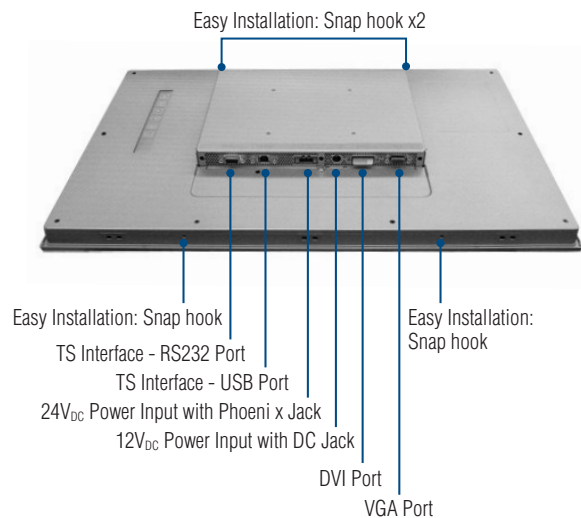 Easy Installation: Snap hook x2
Easy Installation: Snap hook
Easy Installation:
Snap hook
TS Interface - RS232 Port
TS Interface - USB Port
24VDC Power Input with Phoeni x Jack
12VDC Power Input with DC Jack
DVI Port
VGA Port